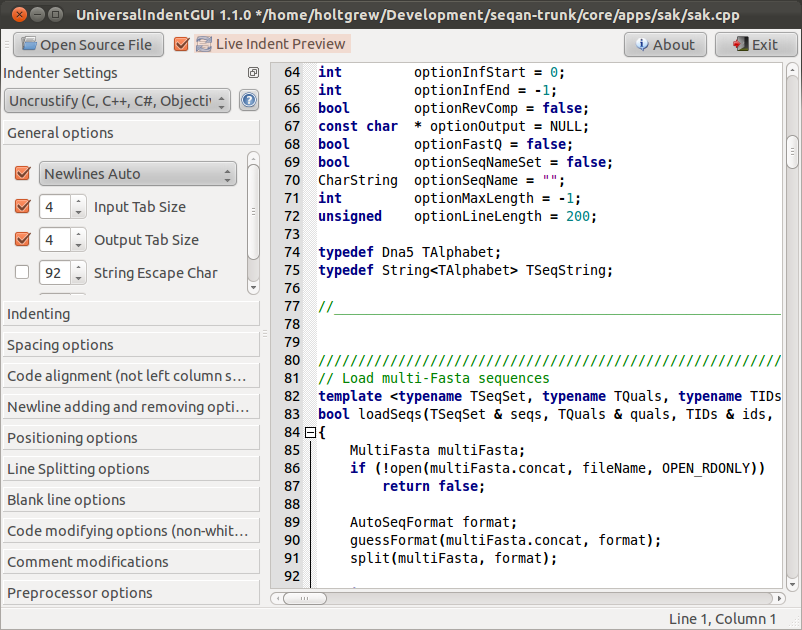 UniversalIndentGUI 1.1.0 */home/holtgrew/Development/seqan-trunk/core/apps/sak/sak.cpp
Open Source File Live Indent Preview About Exit
Indenter Settings
Uncrustify (C, C++, C#, Objectiv
General options
Newlines Auto
4 Input Tab Size
4 Output Tab Size
92 String Escape Char
Indenting
Spacing options
Code alignment (not left column s...
Newline adding and removing opti...
Positioning options
Line Splitting options
Blank line options
Code modifying options (non-whit...
Comment modifications
Preprocessor options
64 int optionInfStart = 0;
65 int optionInfEnd = -1;
66 bool optionRevComp = false;
67 const char * optionOutput = NULL;
68 bool optionFastQ = false;
69 bool optionSeqNameSet = false;
70 CharString optionSeqName = "";
71 int optionMaxLength = -1;
72 unsigned optionLineLength = 200;
73
74 typedef Dna5 TAlphabet;
75 typedef String<TAlphabet> TSeqString;
76
77 //__________________________________________________________
78
79
80 //////////////////////////////////////////////////////////
81 // Load multi-Fasta sequences
82 template <typename TSeqSet, typename TQuals, typename TIDs
83 bool loadSeqs(TSeqSet & seqs, TQuals & quals, TIDs & ids,
84 {
85 MultiFasta multiFasta;
86 if (!open(multiFasta.concat, fileName, OPEN_RDONLY))
87 return false;
88
89 AutoSeqFormat format;
90 guessFormat(multiFasta.concat, format);
91 split(multiFasta, format);
92
Line 1, Column 1